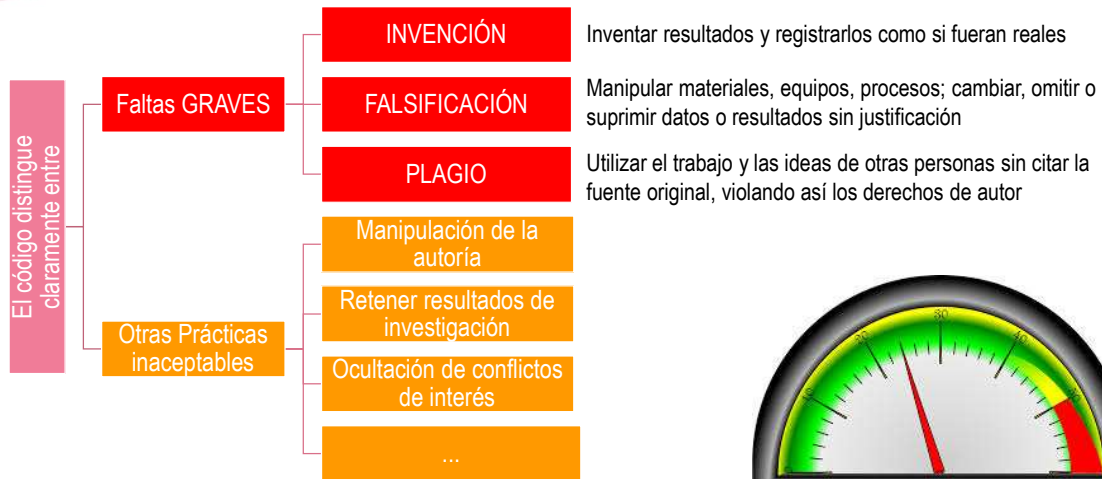 El código distingue
claramente entre
Faltas GRAVES
INVENCIÓN
Inventar resultados y registrarlos como si fueran reales
FALSIFICACIÓN
Manipular materiales, equipos, procesos; cambiar, omitir o
suprimir datos o resultados sin justificación
PLAGIO
Utilizar el trabajo y las ideas de otras personas sin citar la
fuente original, violando así los derechos de autor
Otras Prácticas
inaceptables
Manipulación de la
autoría
Retener resultados de
investigación
Ocultación de conflictos
de interés
...